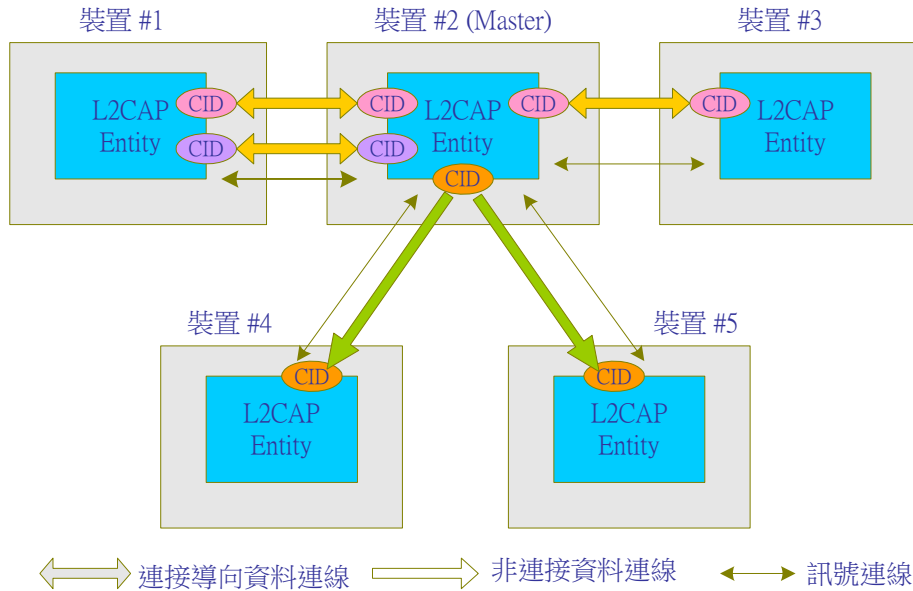 裝置 #1
裝置 #2 (Master)
裝置 #3
L2CAP
Entity
CID
CID
CID
CID
L2CAP
Entity
CID
CID
CID
L2CAP
Entity
裝置 #4
裝置 #5
CID
L2CAP
Entity
CID
L2CAP
Entity
連接導向資料連線
非連接資料連線
訊號連線